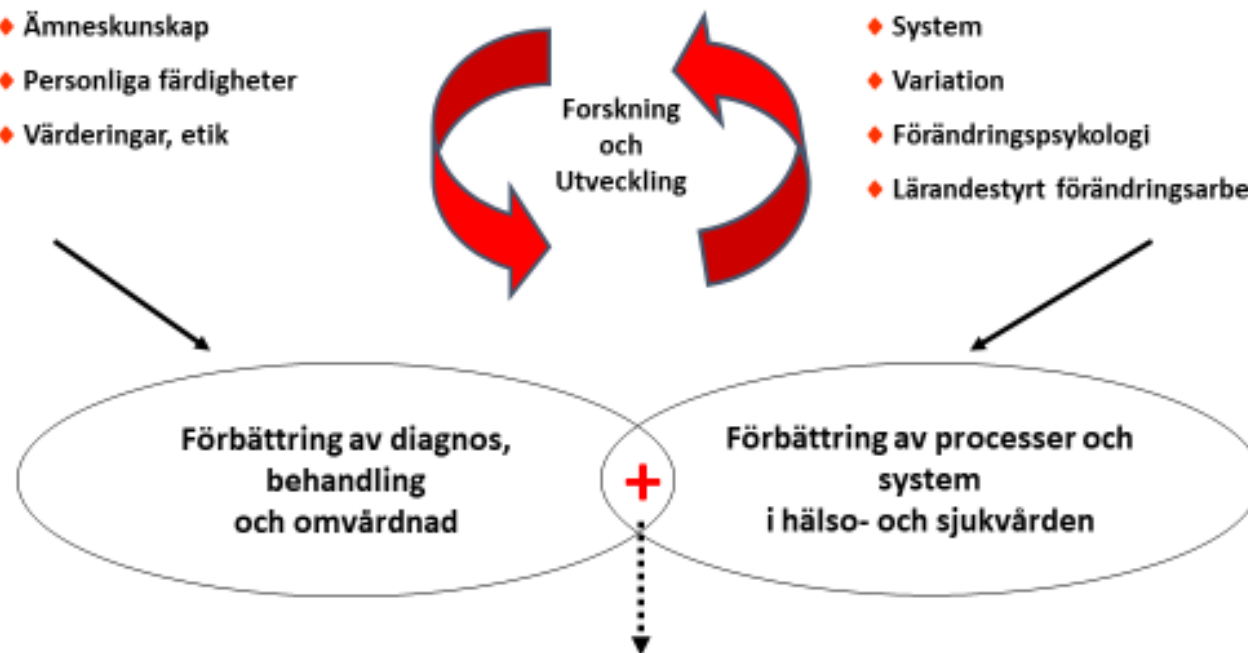 Ämneskunskap
Personliga färdigheter
Värderingar, etik
Forskning
och
Utveckling
System
Variation
Förändringspsykologi
Lärandestyrt förändringsarbe
Förbättring av diagnos,
behandling
och omvårdnad
+
Förbättring av processer och
system
i hälso- och sjukvården